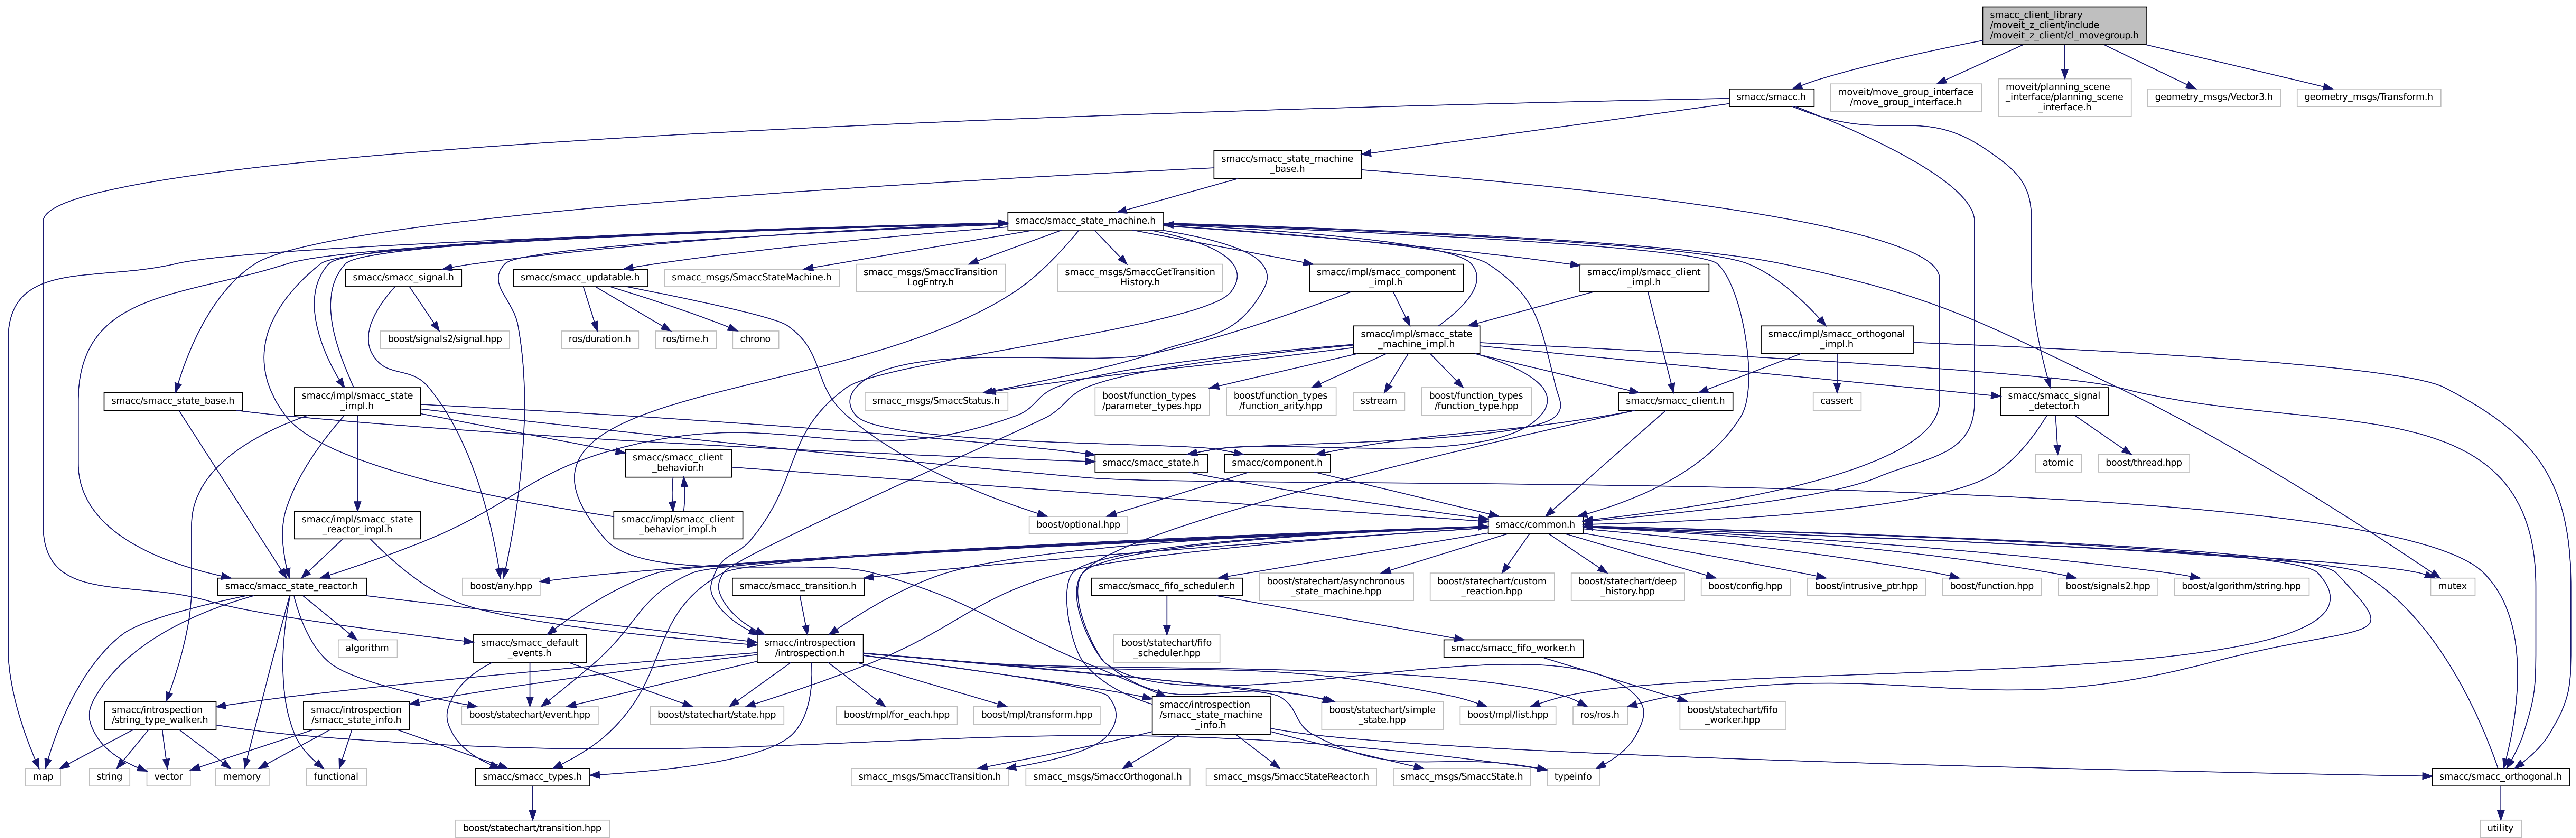 smacc_client_library
/moveit_z_client/include
/moveit_z_client/cl_movegroup.h
smacc/smacc.h
moveit/move_group_interface
/move_group_interface.h
moveit/planning_scene
_interface/planning_scene
_interface.h
geometry_msgs/Vector3.h
geometry_msgs/Transform.h
smacc/smacc_state_machine
_base.h
smacc/smacc_state_machine.h
smacc/smacc_signal.h
smacc/smacc_updatable.h
smacc_msgs/SmaccStateMachine.h
smacc_msgs/SmaccTransition
LogEntry.h
smacc_msgs/SmaccGetTransition
History.h
smacc/impl/smacc_component
_impl.h
smacc/impl/smacc_client
_impl.h
boost/signals2/signal.hpp
ros/duration.h
ros/time.h
chrono
smacc/impl/smacc_state
_machine_impl.h
smacc/impl/smacc_orthogonal
_impl.h
smacc/smacc_state_base.h
smacc/impl/smacc_state
_impl.h
smacc_msgs/SmaccStatus.h
boost/function_types
/parameter_types.hpp
boost/function_types
/function_arity.hpp
sstream
boost/function_types
/function_type.hpp
smacc/smacc_client.h
cassert
smacc/smacc_signal
_detector.h
smacc/smacc_client
_behavior.h
smacc/smacc_state.h
smacc/component.h
atomic
boost/thread.hpp
smacc/impl/smacc_state
_reactor_impl.h
smacc/impl/smacc_client
_behavior_impl.h
boost/optional.hpp
smacc/common.h
smacc/smacc_state_reactor.h
boost/any.hpp
smacc/smacc_transition.h
smacc/smacc_fifo_scheduler.h
boost/statechart/asynchronous
_state_machine.hpp
boost/statechart/custom
_reaction.hpp
boost/statechart/deep
_history.hpp
boost/config.hpp
boost/intrusive_ptr.hpp
boost/function.hpp
boost/signals2.hpp
boost/algorithm/string.hpp
mutex
algorithm
smacc/smacc_default
_events.h
smacc/introspection
/introspection.h
boost/statechart/fifo
_scheduler.hpp
smacc/smacc_fifo_worker.h
smacc/introspection
/string_type_walker.h
smacc/introspection
/smacc_state_info.h
boost/statechart/event.hpp
boost/statechart/state.hpp
boost/mpl/for_each.hpp
boost/mpl/transform.hpp
smacc/introspection
/smacc_state_machine
_info.h
boost/statechart/simple
_state.hpp
boost/mpl/list.hpp
ros/ros.h
boost/statechart/fifo
_worker.hpp
map
string
vector
memory
functional
smacc/smacc_types.h
smacc_msgs/SmaccTransition.h
smacc_msgs/SmaccOrthogonal.h
smacc_msgs/SmaccStateReactor.h
smacc_msgs/SmaccState.h
typeinfo
smacc/smacc_orthogonal.h
boost/statechart/transition.hpp
utility